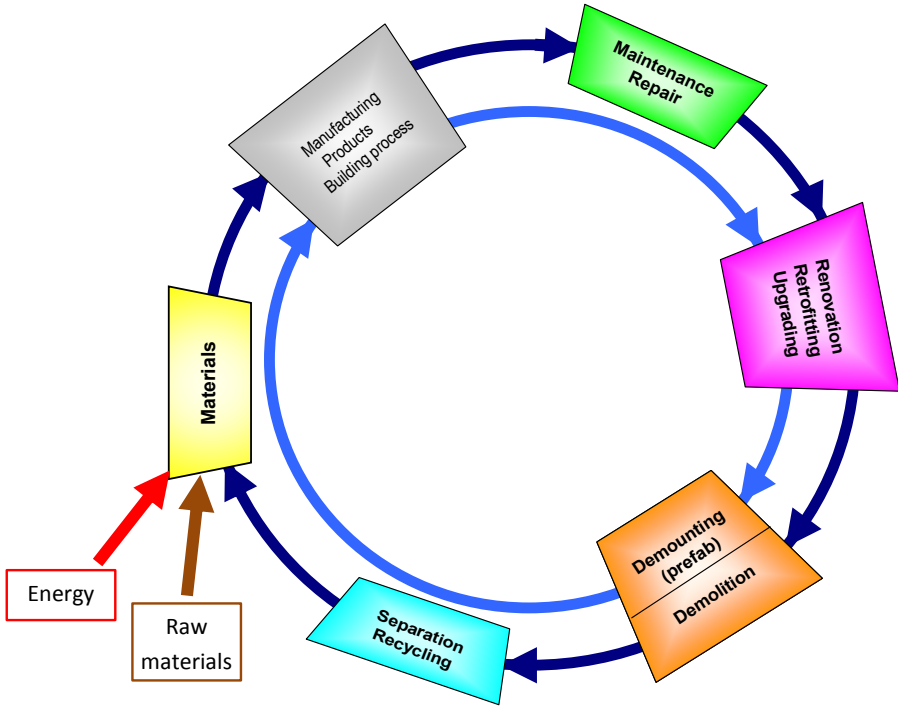 Manufacturing
Products
Building process
Maintenance
Repair
Renovation
Retrofitting
Upgrading
Demounting
(prefab)
Demolition
Separation
Recycling
Materials
Energy
Raw
materials